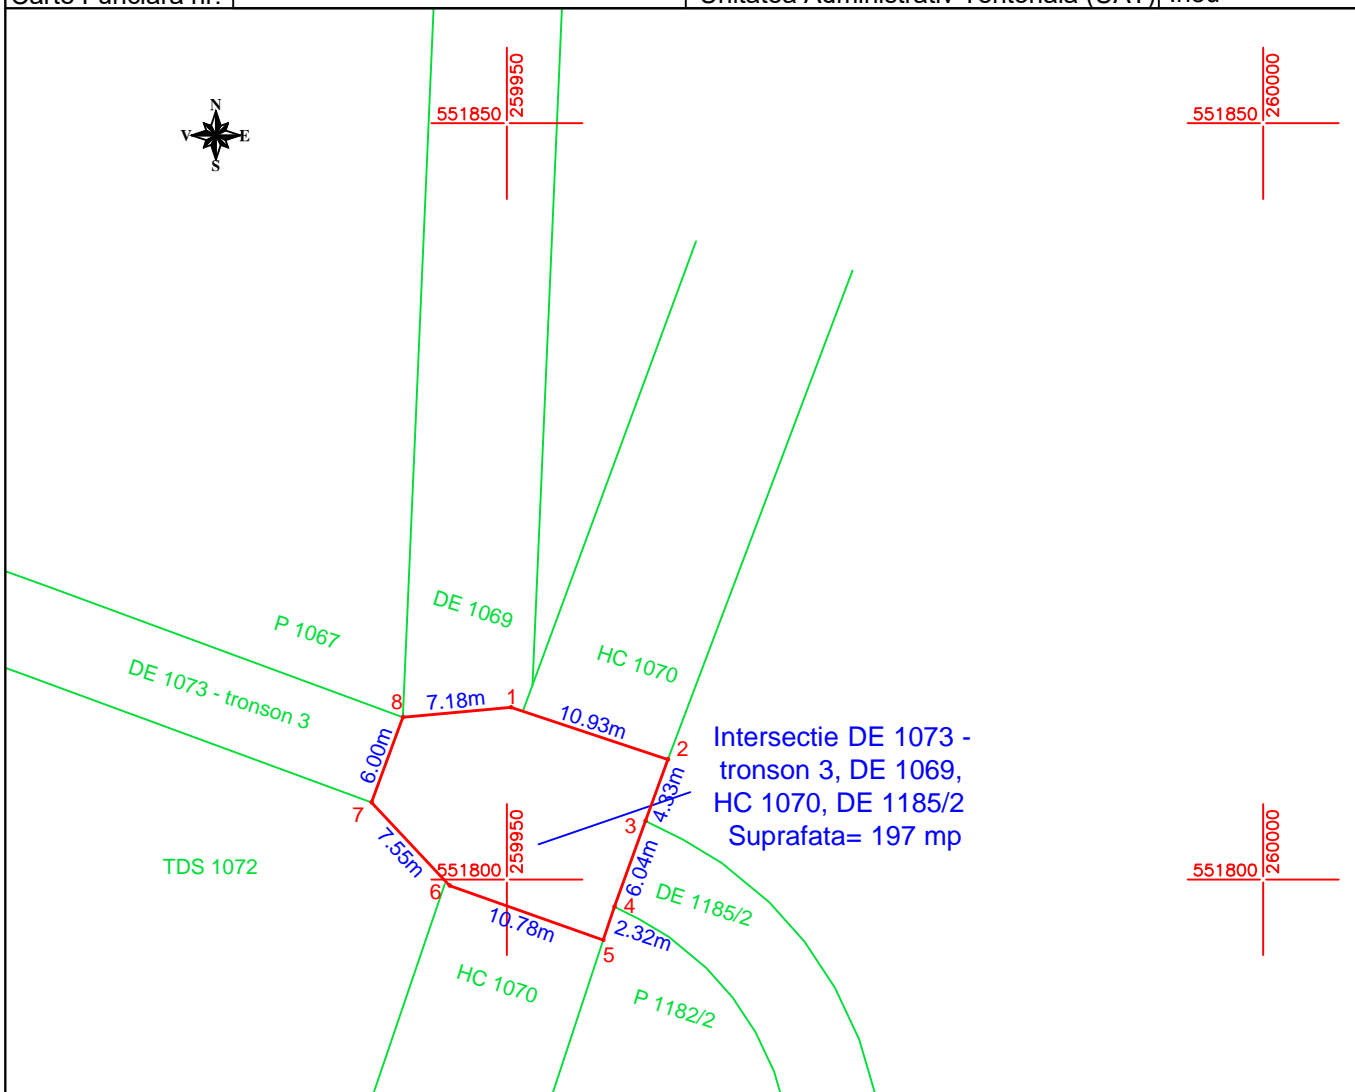 551850
259950
551850
260000
N
V E
S
DE 1069
P 1067
HC 1070
DE 1073 - tronson 3
8
7.18m
1
10.93m
2
Intersectie DE 1073 -
tronson 3, DE 1069,
HC 1070, DE 1185/2
Suprafata= 197 mp
6.00m
4.33m
7
3
7.55m
6.04m
TDS 1072
551800
259950
551800
260000
6
DE 1185/2
4
10.78m
2.32m
5
HC 1070
P 1182/2